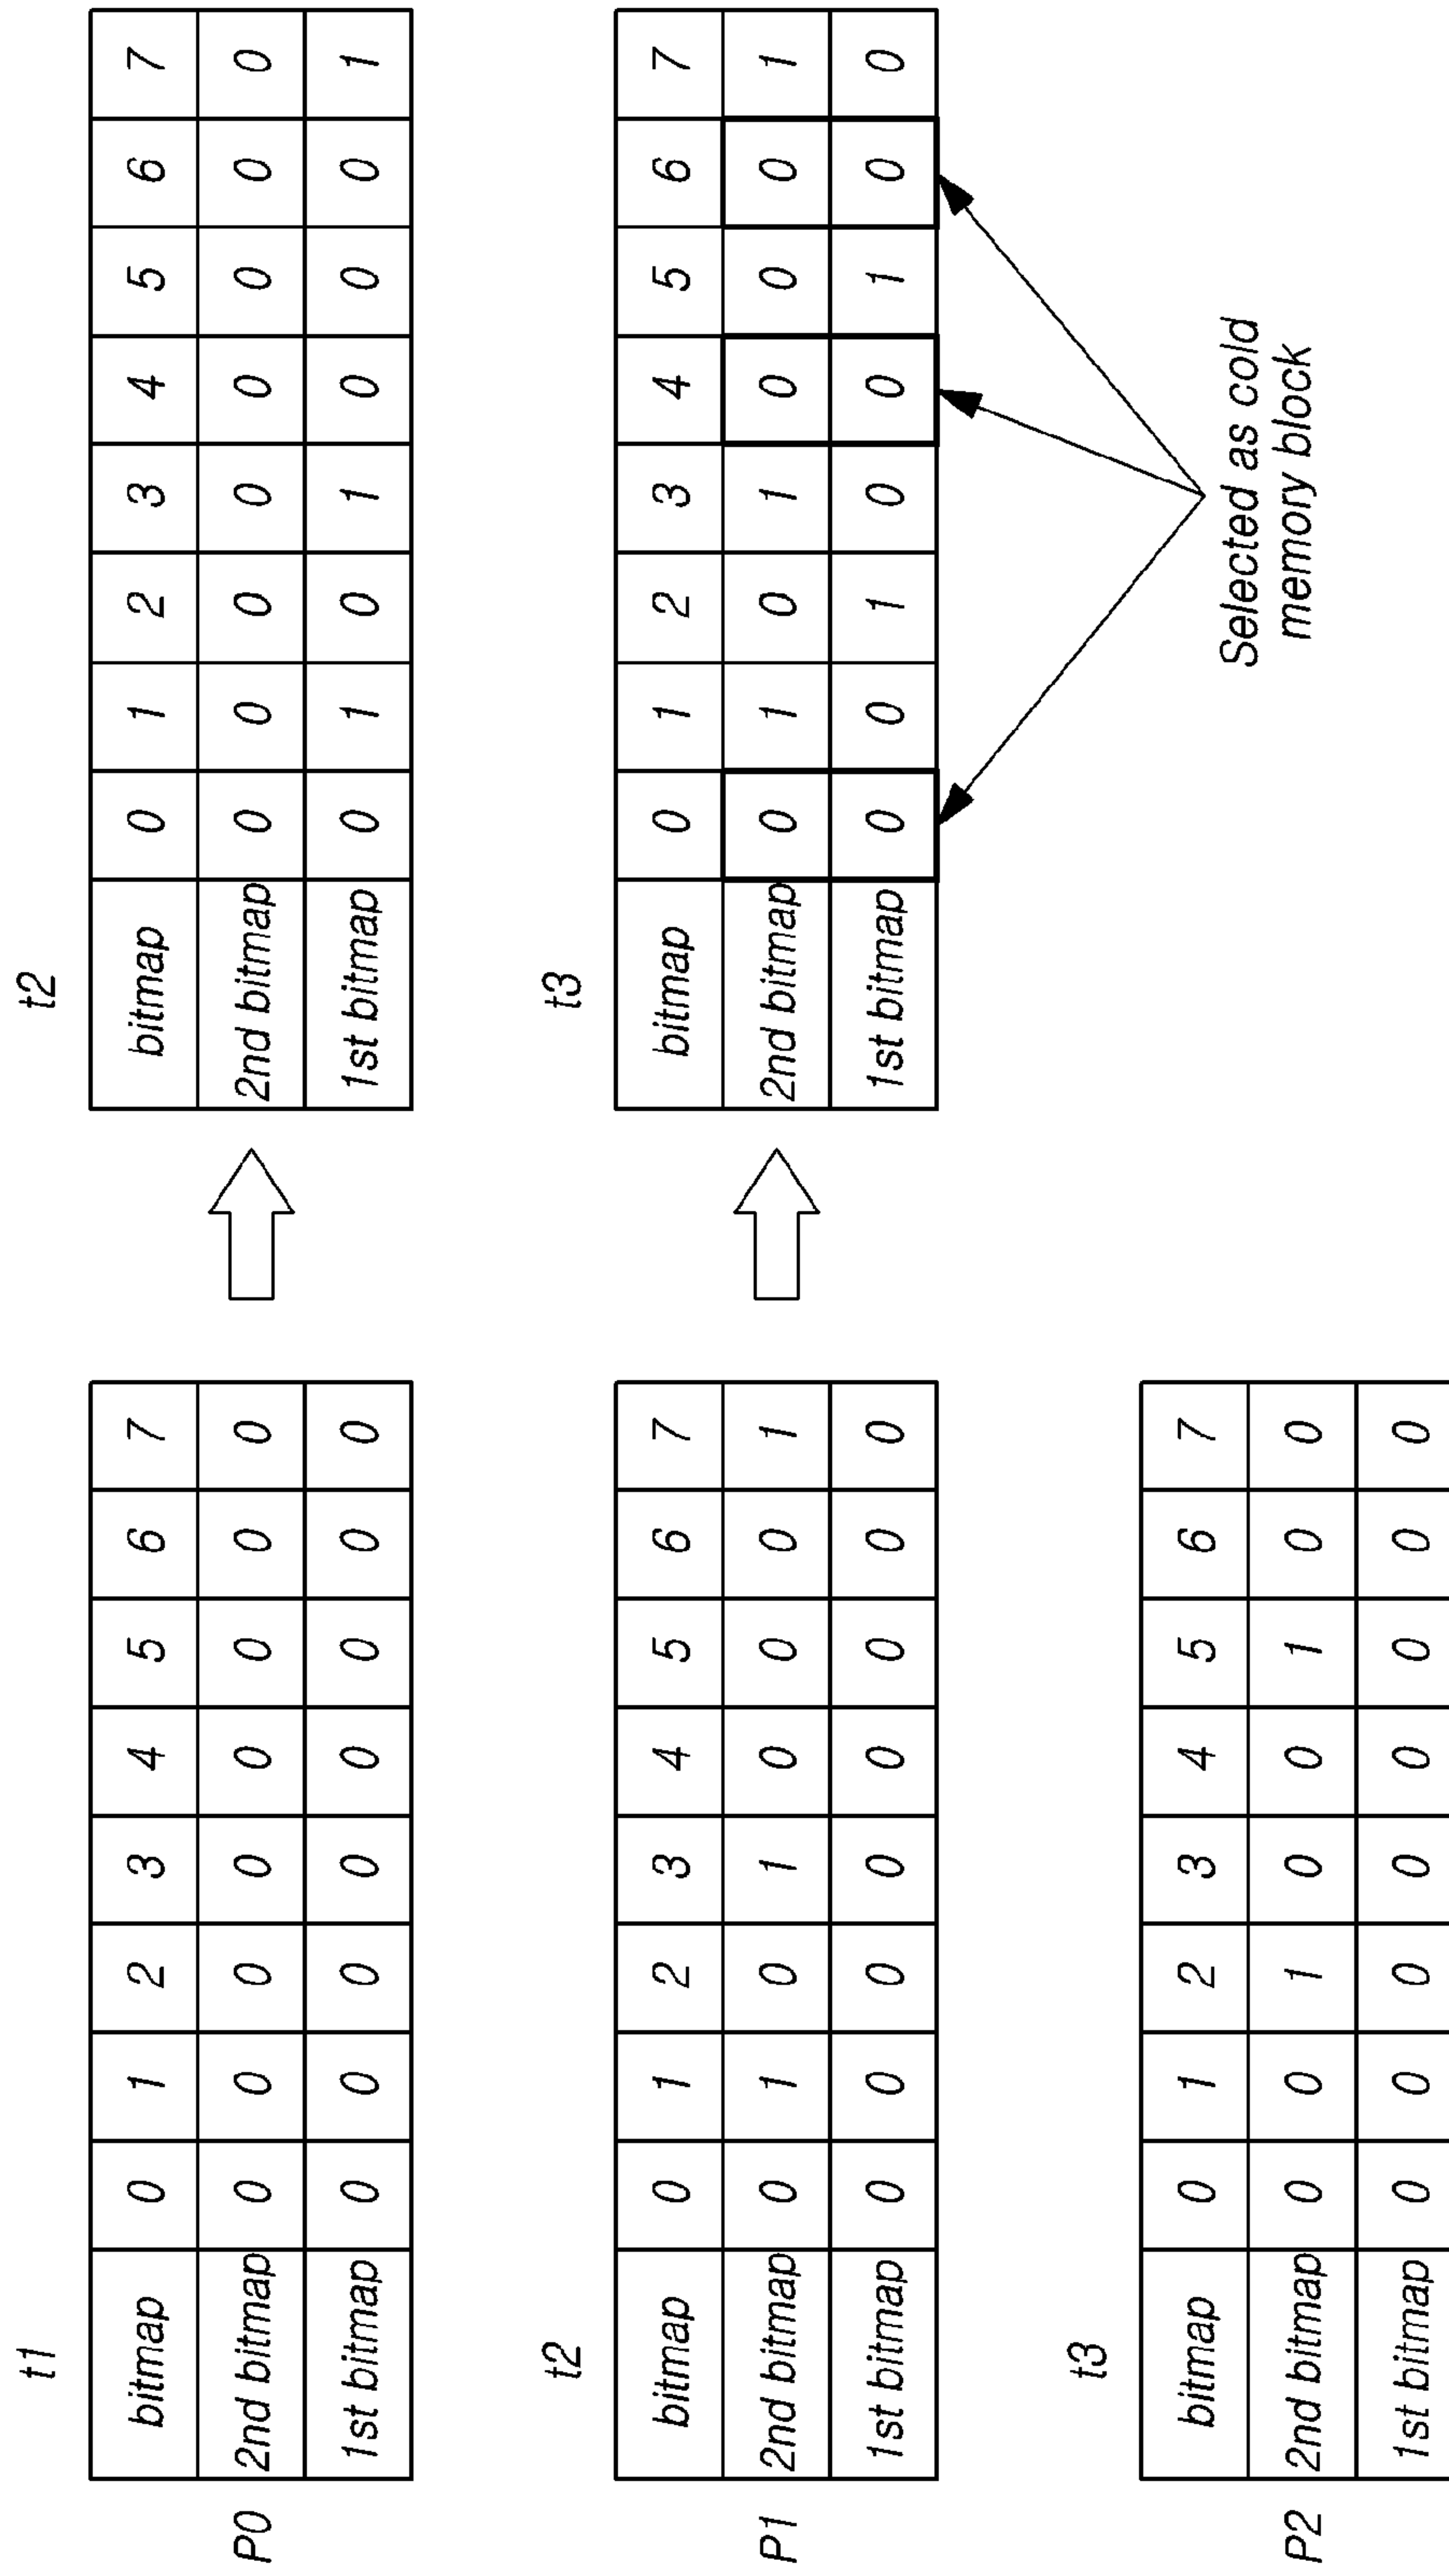 t1
bitmap 0 1 2 3 4 5 6 7
P0 2nd bitmap 0 0 0 0 0 0 0 0
1st bitmap 0 0 0 0 0 0 0 0
t2
bitmap 0 1 2 3 4 5 6 7
2nd bitmap 0 0 0 0 0 0 0 0
1st bitmap 0 1 0 1 0 0 0 1
t2
bitmap 0 1 2 3 4 5 6 7
P1 2nd bitmap 0 1 0 1 0 0 0 1
1st bitmap 0 0 0 0 0 0 0 0
t3
bitmap 0 1 2 3 4 5 6 7
2nd bitmap 0 1 0 1 0 0 0 1
1st bitmap 0 0 1 0 0 1 0 0
Selected as cold
memory block
t3
bitmap 0 1 2 3 4 5 6 7
P2 2nd bitmap 0 0 1 0 0 1 0 0
1st bitmap 0 0 0 0 0 0 0 0